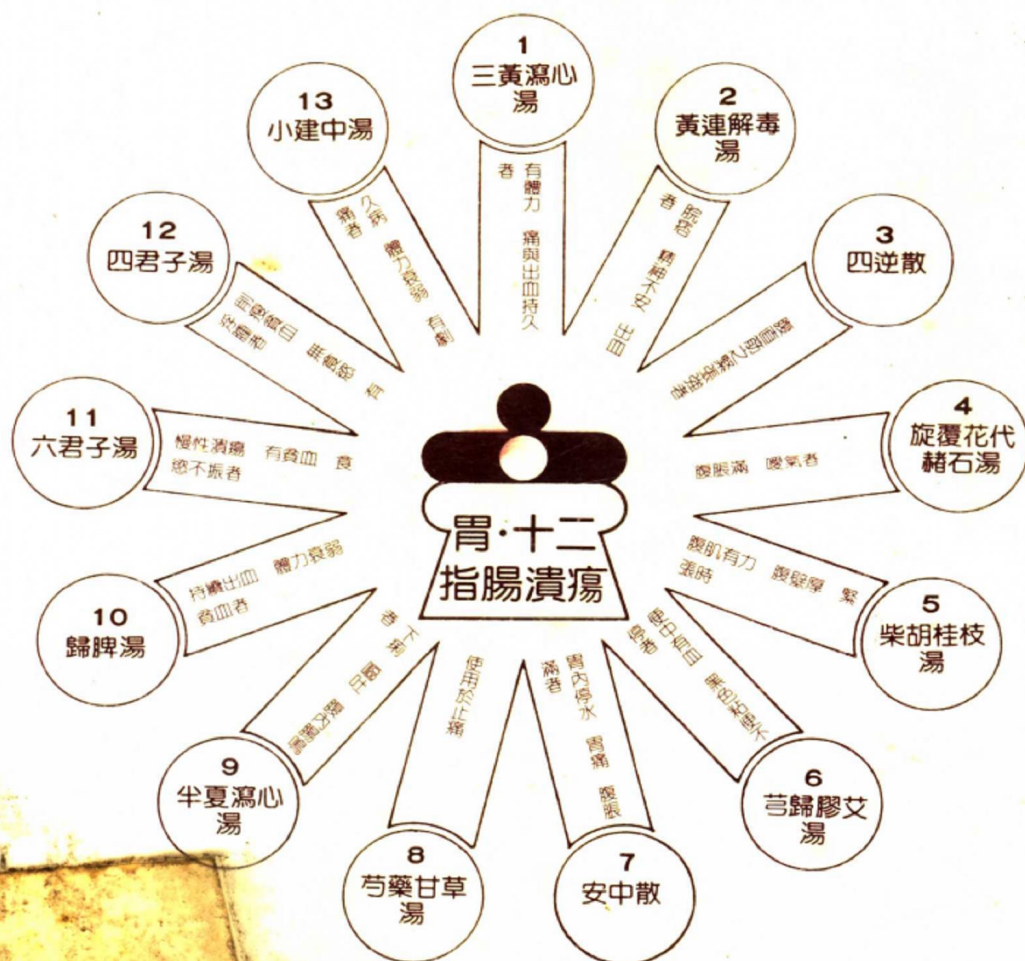 胃·十二
指腸潰瘍
1
三黃瀉心
湯
有體力 痛與出血持久
者
2
黃連解毒
湯
精神不安 出血
者
3
四逆散
4
旋覆花代
赭石湯
腹脹滿 噯氣者
5
柴胡桂枝
湯
腹肌有力 腹壁厚 緊
張時
6
芎歸膠艾
湯
7
安中散
胃內停水 胃痛 腹脹
滿者
8
芍藥甘草
湯
使用於止痛
9
半夏瀉心
湯
下痢 嘔吐
者
10
歸脾湯
持續出血 體力衰弱
貧血者
11
六君子湯
慢性潰瘍 有貧血 食
慾不振者
12
四君子湯
13
小建中湯
久病 體力衰弱 有劇
痛者